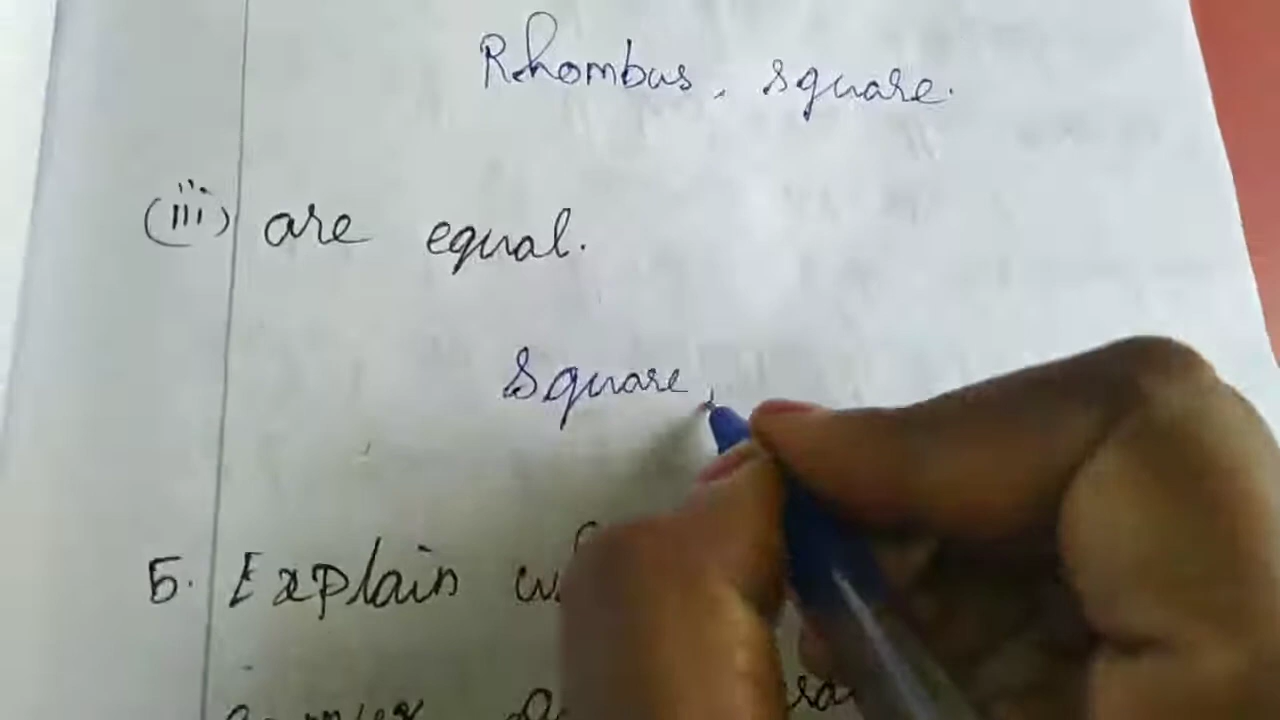 Rhombus, square.
(iii) are equal.
Square,
5. Explain